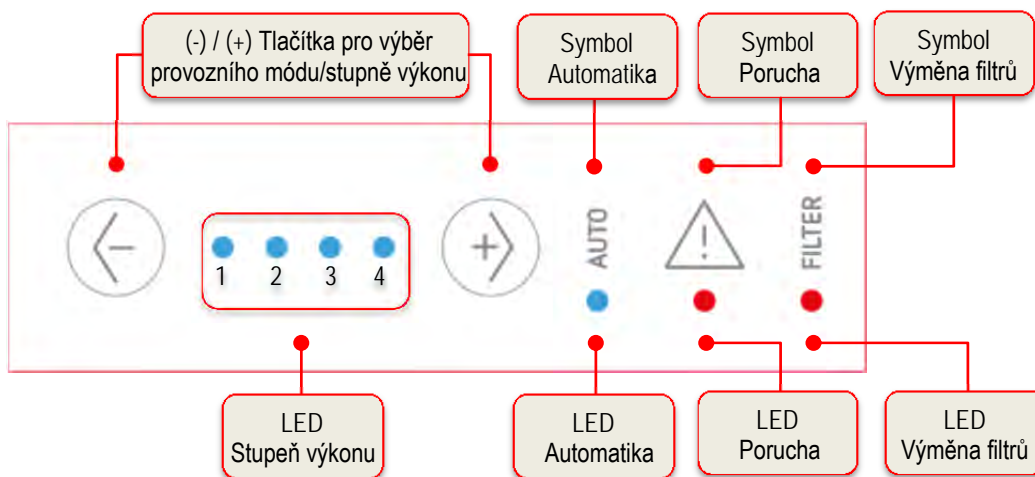 (-) / (+) Tlačítka pro výběr
provozního módu/stupně výkonu
Symbol
Automatika
Symbol
Porucha
Symbol
Výměna filtrů
-
1 2 3 4
+
AUTO
!
FILTER
LED
Stupeň výkonu
LED
Automatika
LED
Porucha
LED
Výměna filtrů